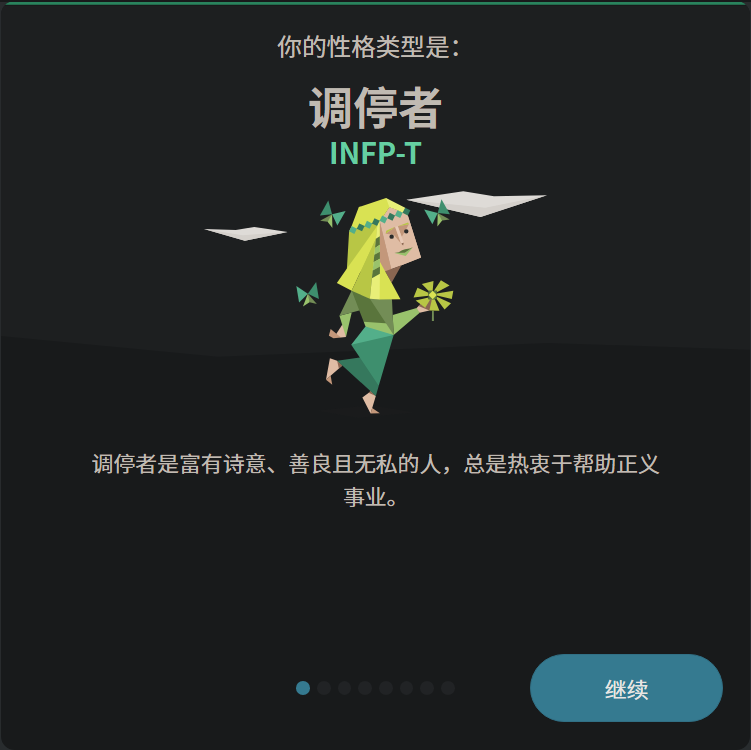 你的性格类型是：
调停者
INFP-T
调停者是富有诗意、善良且无私的人，总是热衷于帮助正义
事业。
继续